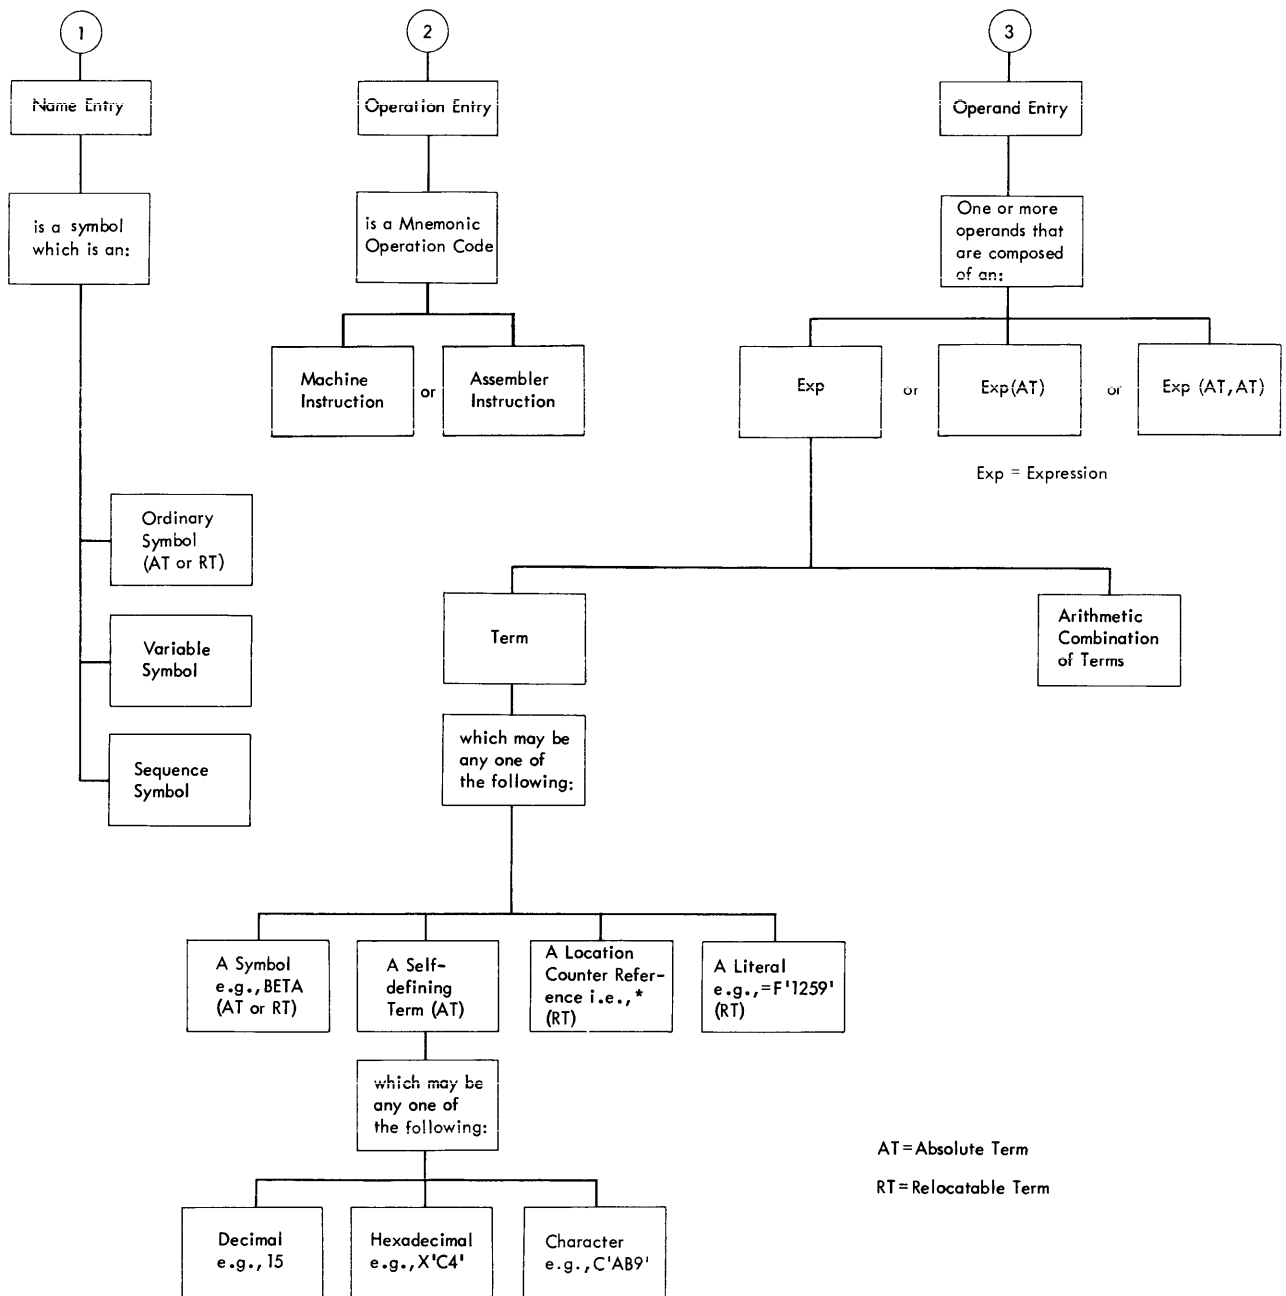 1
Name Entry
is a symbol
which is an:
Ordinary
Symbol
(AT or RT)
Variable
Symbol
Sequence
Symbol
2
Operation Entry
is a Mnemonic
Operation Code
Machine
Instruction
or
Assembler
Instruction
3
Operand Entry
One or more
operands that
are composed
of an:
Exp
or
Exp(AT)
or
Exp (AT,AT)
Exp = Expression
Term
which may be
any one of
the following:
Arithmetic
Combination
of Terms
A Symbol
e.g., BETA
(AT or RT)
A Self-
defining
Term (AT)
A Location
Counter Refer-
ence i.e., *
(RT)
A Literal
e.g., =F'1259'
(RT)
which may be
any one of
the following:
Decimal
e.g., 15
Hexadecimal
e.g., X'C4'
Character
e.g., C'AB9'
AT=Absolute Term
RT=Relocatable Term